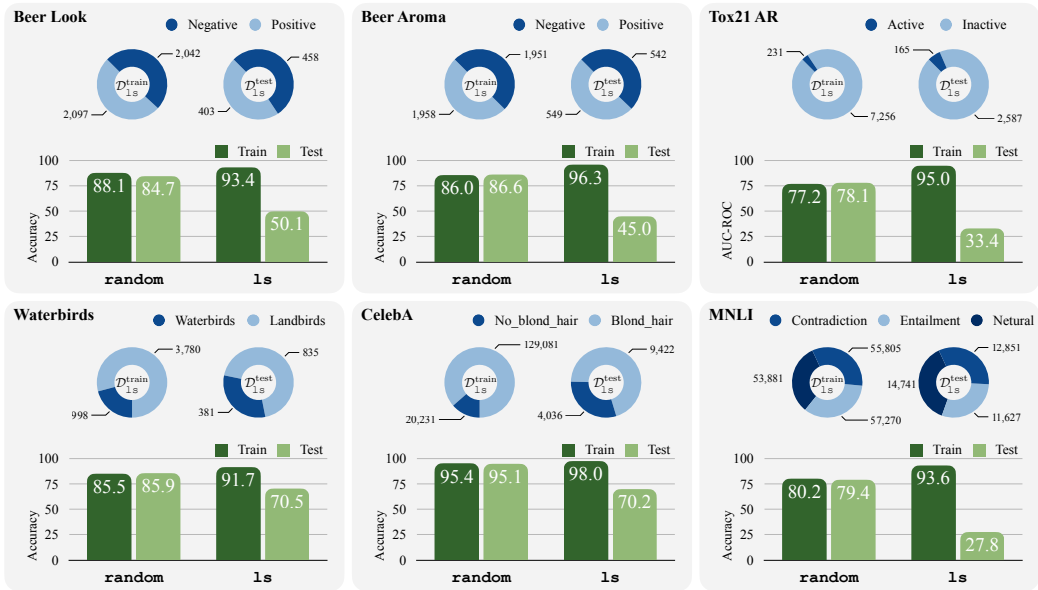 Beer Look
Negative Positive
2,042
458
2,097
403
𝒟 train ls
𝒟 test ls
Train Test
100
75
50
25
0
Accuracy
88.1 84.7 93.4 50.1
random ls
Beer Aroma
Negative Positive
1,951
542
1,958
549
𝒟 train ls
𝒟 test ls
Train Test
100
75
50
25
0
Accuracy
86.0 86.6 96.3 45.0
random ls
Tox21 AR
Active Inactive
231
165
7,256
2,587
𝒟 train ls
𝒟 test ls
Train Test
100
75
50
25
0
AUC-ROC
77.2 78.1 95.0 33.4
random ls
Waterbirds
Waterbirds Landbirds
3,780
835
998
381
𝒟 train ls
𝒟 test ls
Train Test
100
75
50
25
0
Accuracy
85.5 85.9 91.7 70.5
random ls
CelebA
No_blond_hair Blond_hair
129,081
9,422
20,231
4,036
𝒟 train ls
𝒟 test ls
Train Test
100
75
50
25
0
Accuracy
95.4 95.1 98.0 70.2
random ls
MNLI
Contradiction Entailment Netural
55,805
12,851
53,881
14,741
57,270
11,627
𝒟 train ls
𝒟 test ls
Train Test
100
75
50
25
0
Accuracy
80.2 79.4 93.6 27.8
random ls